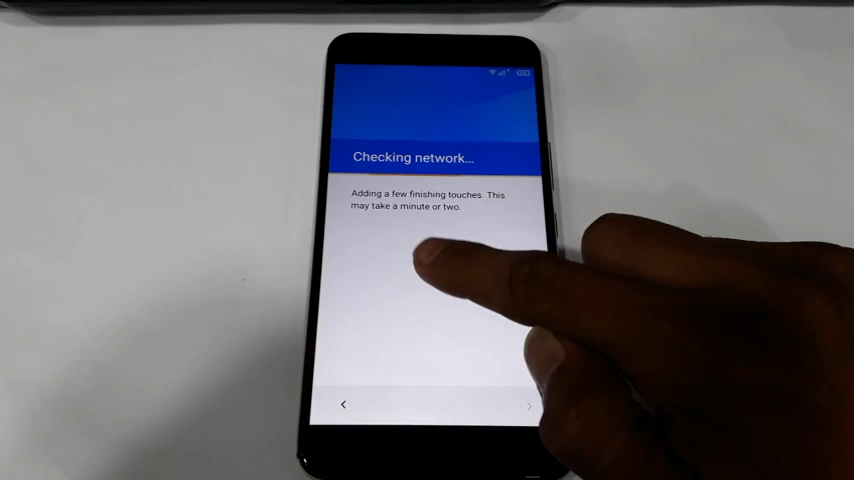 Checking network...
Adding a few finishing touches. This
may take a minute or two.